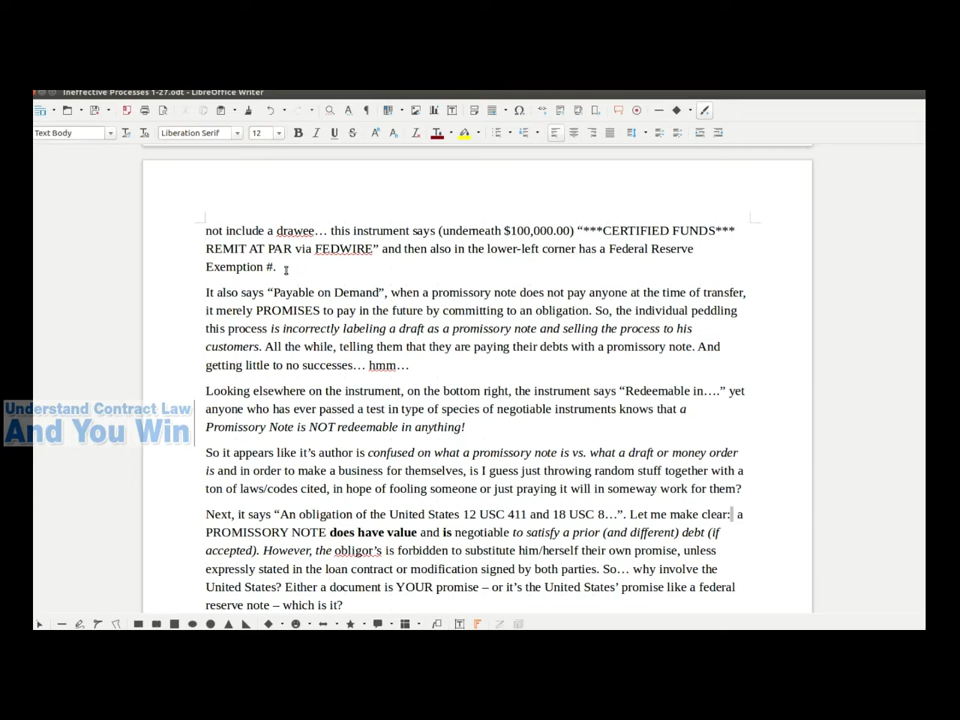 Ineffective Processes 1-27.odt - LibreOffice Writer
Text Body
Liberation Serif
12
not include a drawee… this instrument says (underneath $100,000.00) “***CERTIFIED FUNDS***
REMIT AT PAR via FEDWIRE” and then also in the lower-left corner has a Federal Reserve
Exemption #.
It also says “Payable on Demand”, when a promissory note does not pay anyone at the time of transfer,
it merely PROMISES to pay in the future by committing to an obligation. So, the individual peddling
this process is incorrectly labeling a draft as a promissory note and selling the process to his
customers. All the while, telling them that they are paying their debts with a promissory note. And
getting little to no successes… hmm…
Looking elsewhere on the instrument, on the bottom right, the instrument says “Redeemable in….” yet
anyone who has ever passed a test in type of species of negotiable instruments knows that a
Promissory Note is NOT redeemable in anything!
Understand Contract Law
And You Win
So it appears like it’s author is confused on what a promissory note is vs. what a draft or money order
is and in order to make a business for themselves, is I guess just throwing random stuff together with a
ton of laws/codes cited, in hope of fooling someone or just praying it will in someway work for them?
Next, it says “An obligation of the United States 12 USC 411 and 18 USC 8…”. Let me make clear: a
PROMISSORY NOTE does have value and is negotiable to satisfy a prior (and different) debt (if
accepted). However, the obligor’s is forbidden to substitute him/herself their own promise, unless
expressly stated in the loan contract or modification signed by both parties. So… why involve the
United States? Either a document is YOUR promise – or it’s the United States’ promise like a federal
reserve note – which is it?